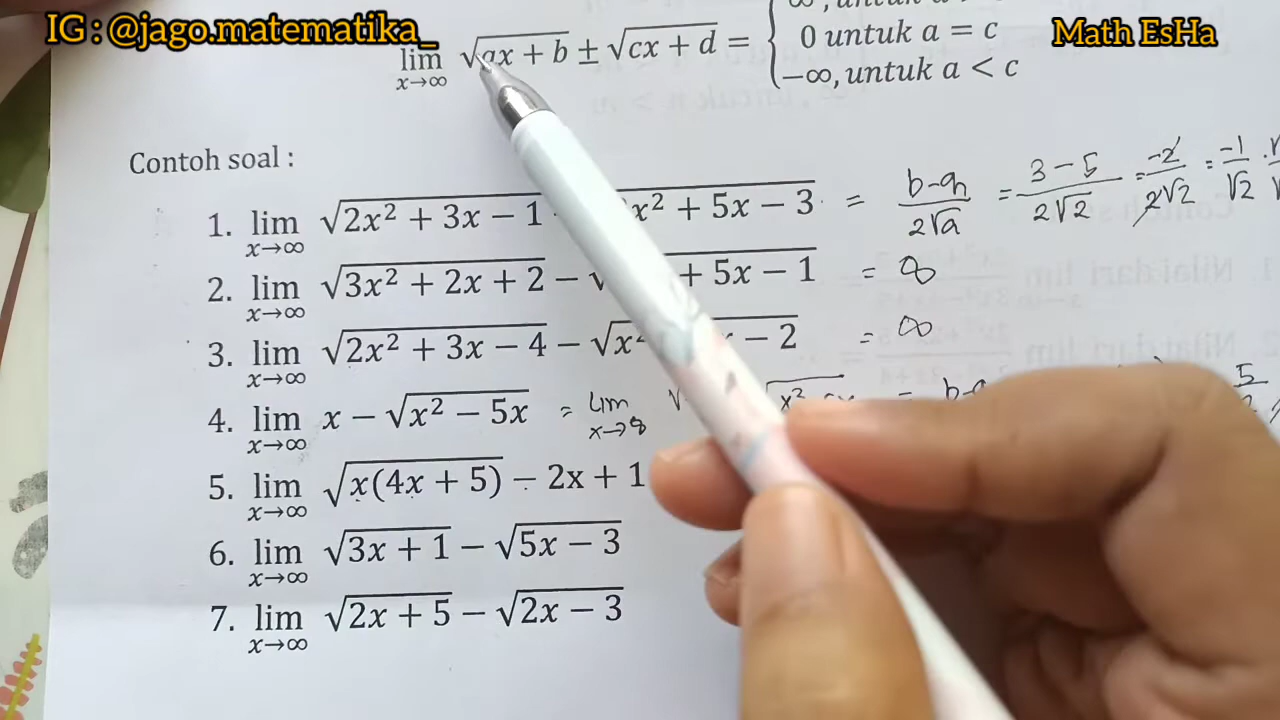 IG : @jago.matematika_
Math EsHa
∞, untuk a
lim x→∞ √ax + b ± √cx + d = { 0 untuk a = c
−∞, untuk a < c
Contoh soal :
1. lim x→∞ √2x² + 3x − 1 x² + 5x − 3 = b-a/2√a = 3-5/2√2 = -2/2√2 = -1/√2
2. lim x→∞ √3x² + 2x + 2 − √ + 5x − 1 = ∞
3. lim x→∞ √2x² + 3x − 4 − √x² − 2 = ∞
4. lim x→∞ x − √x² − 5x = lim x→∞ √ x² = b-a
5. lim x→∞ √x(4x + 5) − 2x + 1
6. lim x→∞ √3x + 1 − √5x − 3
7. lim x→∞ √2x + 5 − √2x − 3